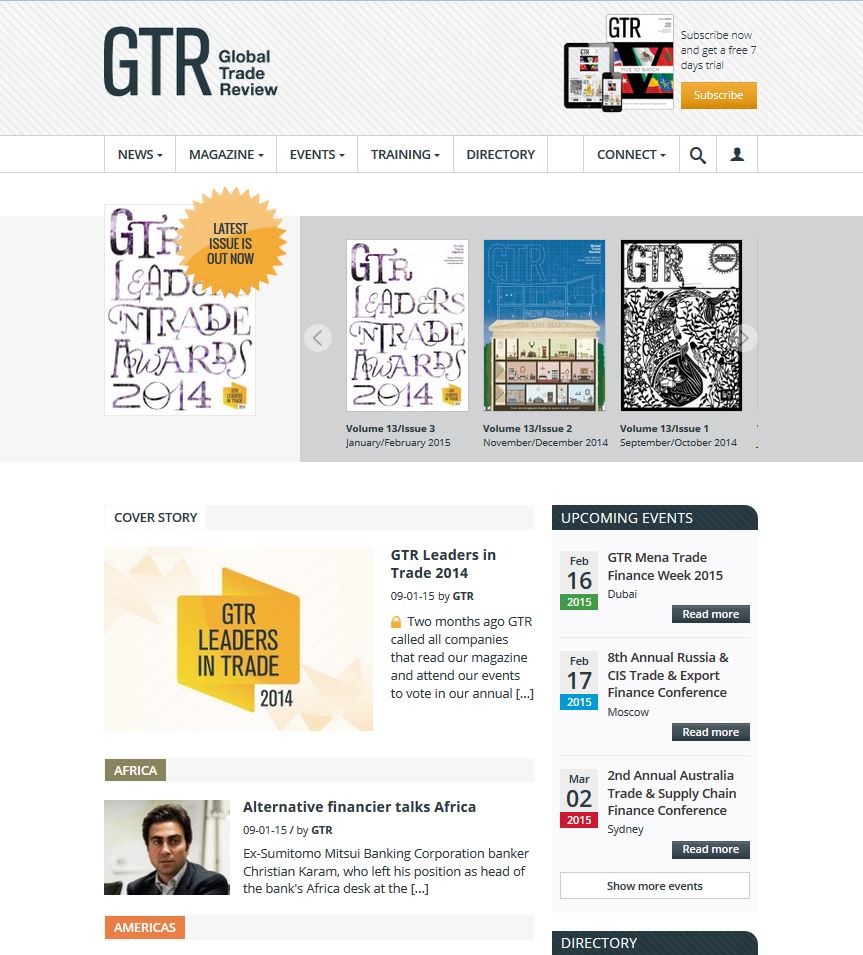 GTR
Global
Trade
Review
GTR
FIVE TO WATCH
Subscribe now
and get a free 7
days trial
Subscribe
NEWS
MAGAZINE
EVENTS
TRAINING
DIRECTORY
CONNECT
LATEST
ISSUE IS
OUT NOW
GTR
LEADERS
IN TRADE
AWARDS
2014
GTR
LEADERS
IN TRADE
AWARDS
2014
GTR
NEW KIDS
ON THE BLOCK
GTR
Volume 13/Issue 3
January/February 2015
Volume 13/Issue 2
November/December 2014
Volume 13/Issue 1
September/October 2014
COVER STORY
GTR
LEADERS
IN TRADE
2014
GTR Leaders in
Trade 2014
09-01-15 by GTR
Two months ago GTR
called all companies
that read our magazine
and attend our events
to vote in our annual [...]
AFRICA
Alternative financier talks Africa
09-01-15 / by GTR
Ex-Sumitomo Mitsui Banking Corporation banker
Christian Karam, who left his position as head of
the bank's Africa desk at the [...]
AMERICAS
UPCOMING EVENTS
Feb
16
2015
GTR Mena Trade
Finance Week 2015
Dubai
Read more
Feb
17
2015
8th Annual Russia &
CIS Trade & Export
Finance Conference
Moscow
Read more
Mar
02
2015
2nd Annual Australia
Trade & Supply Chain
Finance Conference
Sydney
Read more
Show more events
DIRECTORY